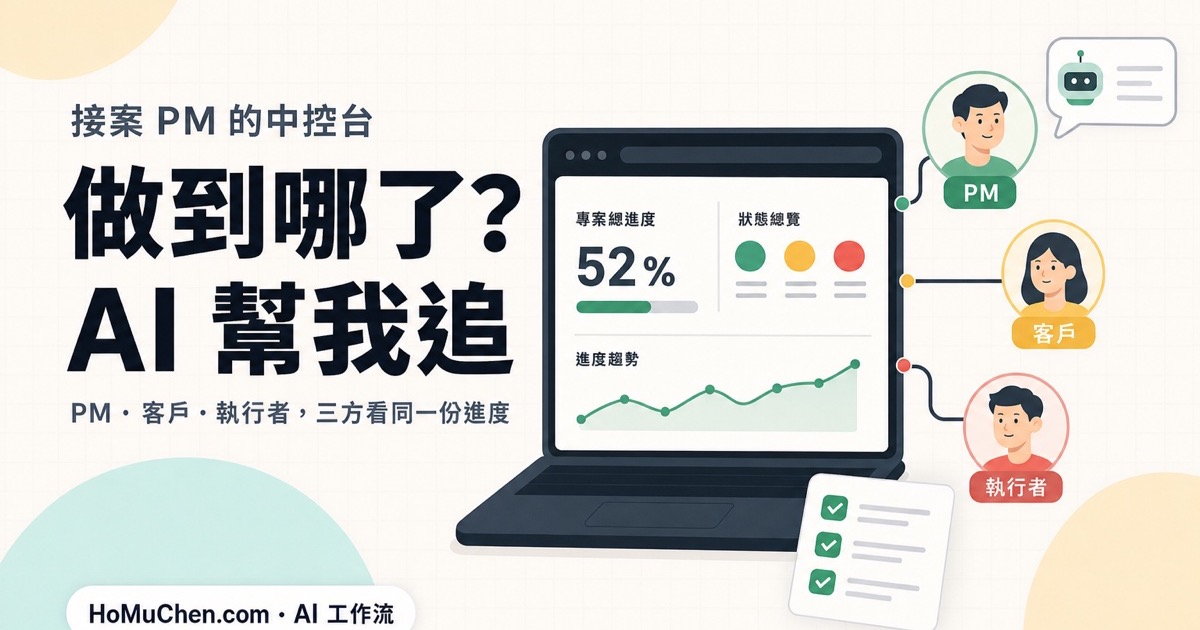 接案 PM 的中控台
做到哪了?
AI 幫我追
PM・客戶・執行者，三方看同一份進度
HoMuChen.com・AI 工作流
專案總進度
52%
狀態總覽
進度趨勢
PM
客戶
執行者